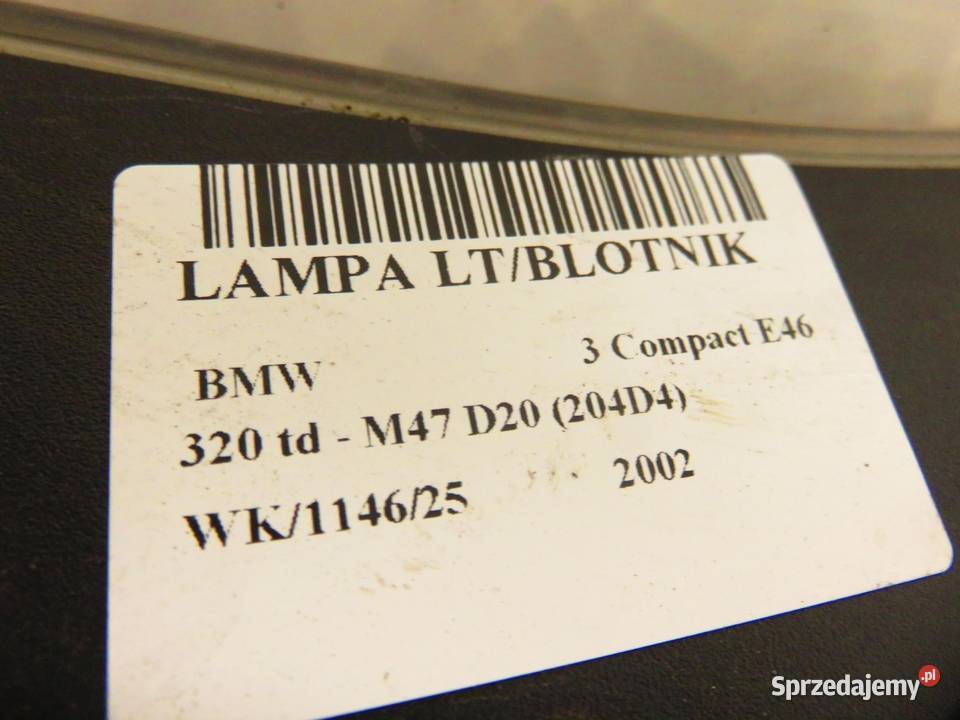 LAMPA LT/BLOTNIK
BMW 3 Compact E46
320 td - M47 D20 (204D4)
WK/1146/25 2002
Sprzedajemy.pl